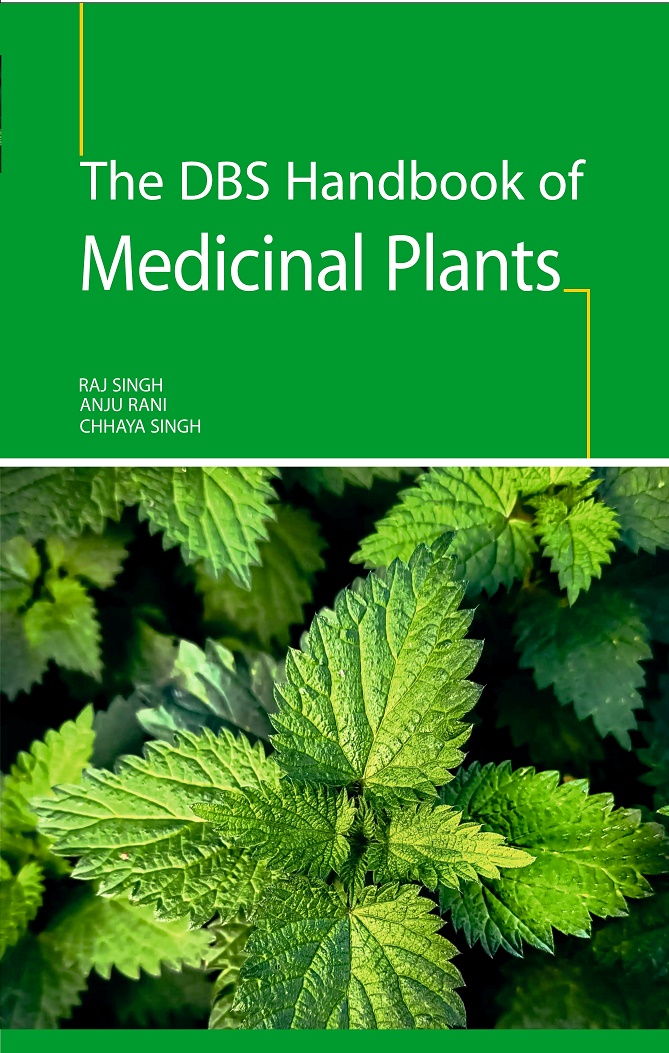 The DBS Handbook of
Medicinal Plants
RAJ SINGH
ANJU RANI
CHHAYA SINGH